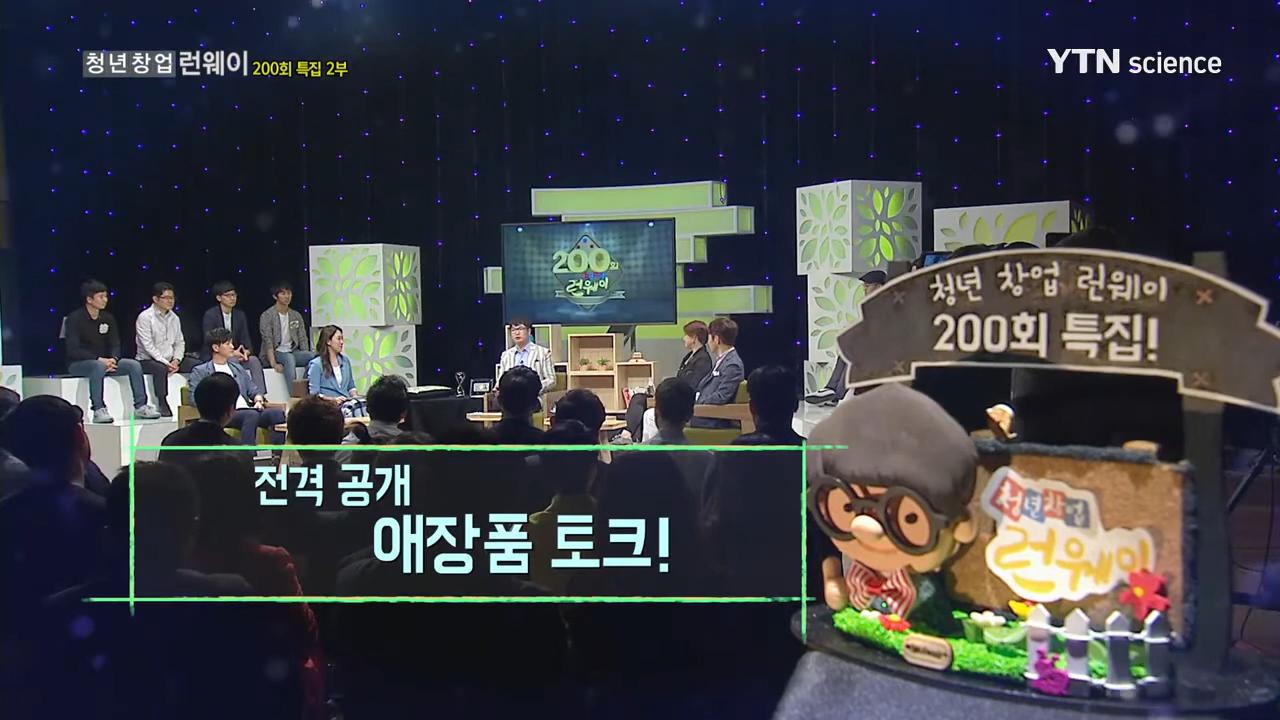 청년창업 런웨이 200회 특집 2부
YTN science
200회
런웨이
청년 창업 런웨이
200회 특집!
청년창업
런웨이
전격 공개
애장품 토크!